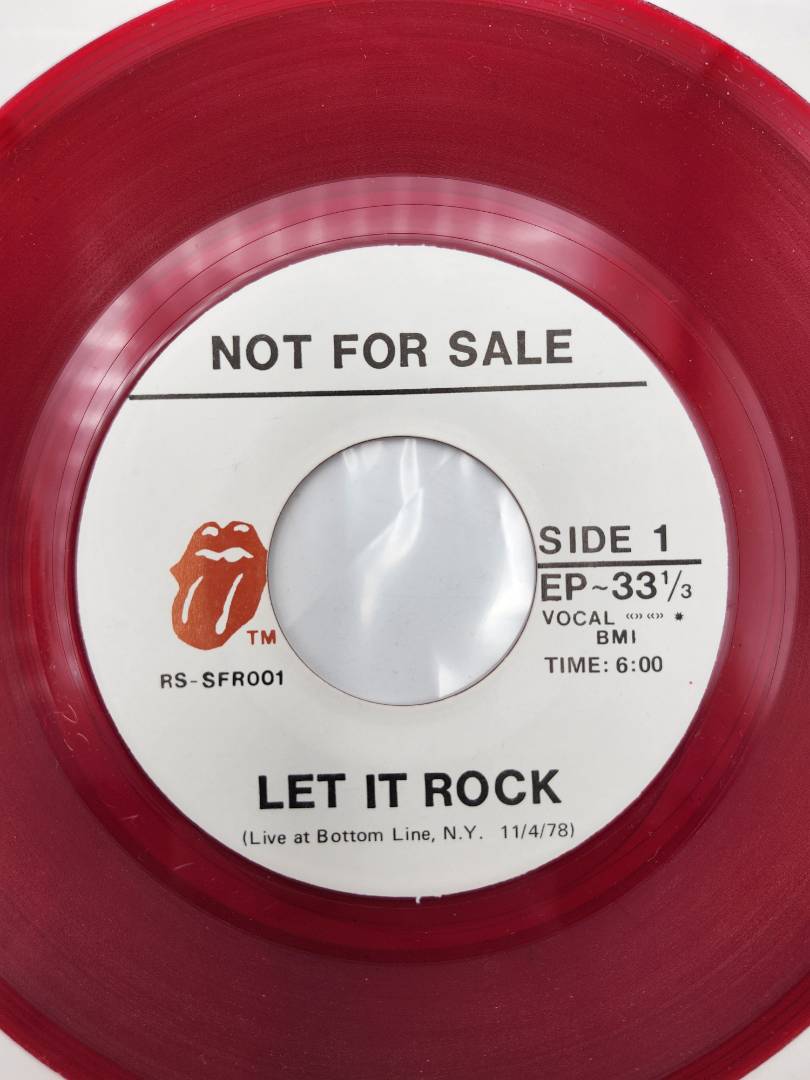 NOT FOR SALE
SIDE 1
EP~33⅓
VOCAL «» «» *
BMI
TIME: 6:00
TM
RS-SFR001
LET IT ROCK
(Live at Bottom Line, N.Y. 11/4/78)